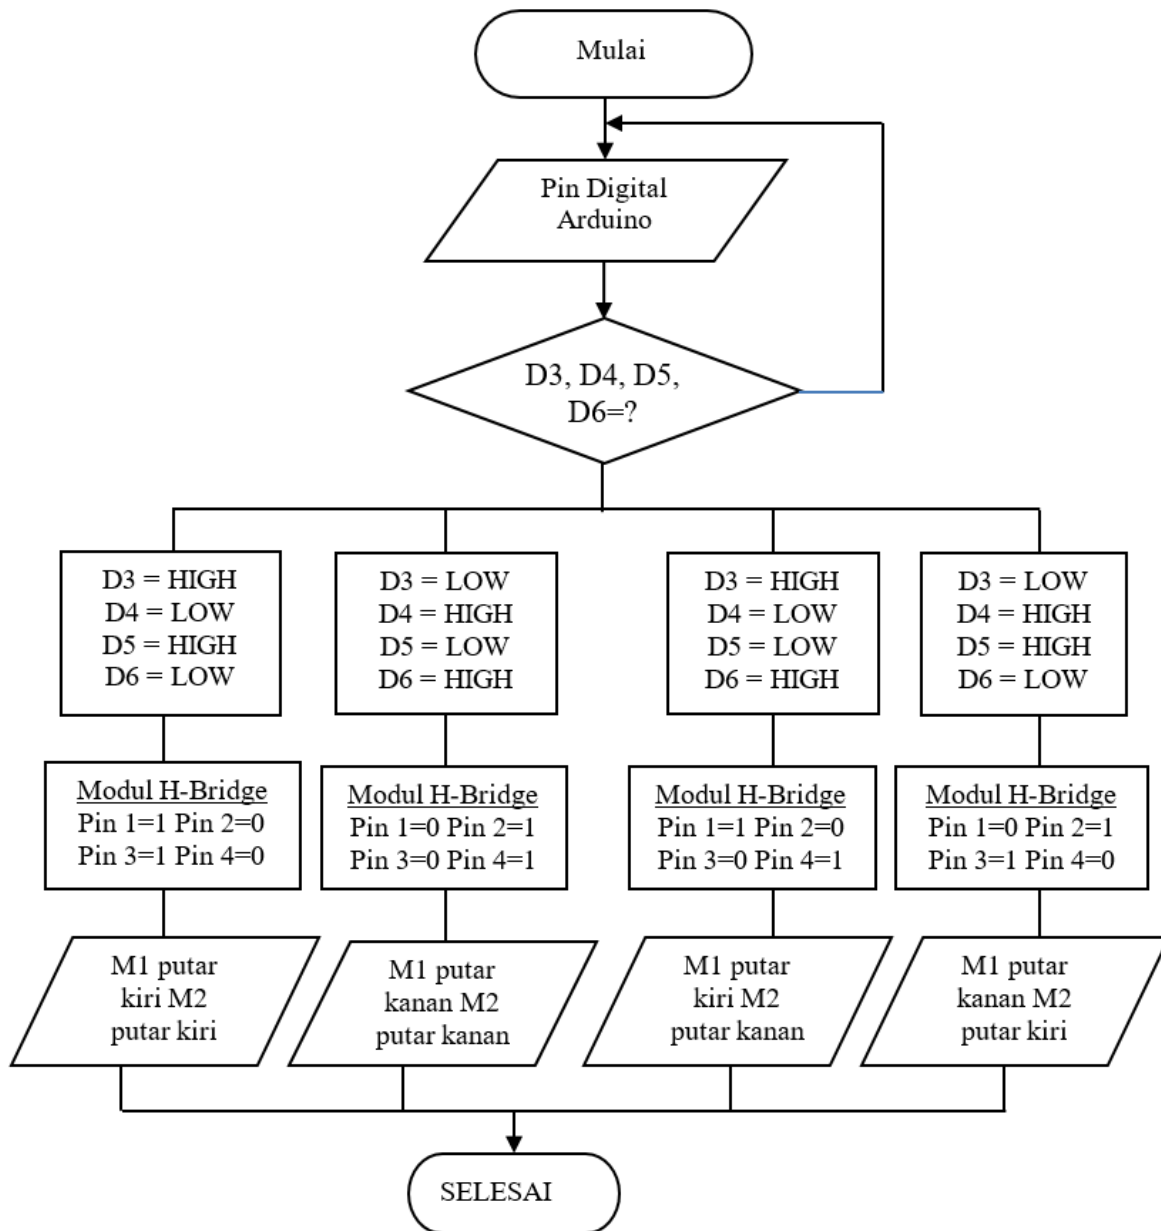 Mulai
Pin Digital
Arduino
D3, D4, D5,
D6=?
D3 = HIGH
D4 = LOW
D5 = HIGH
D6 = LOW
D3 = LOW
D4 = HIGH
D5 = LOW
D6 = HIGH
D3 = HIGH
D4 = LOW
D5 = LOW
D6 = HIGH
D3 = LOW
D4 = HIGH
D5 = HIGH
D6 = LOW
Modul H-Bridge
Pin 1=1 Pin 2=0
Pin 3=1 Pin 4=0
Modul H-Bridge
Pin 1=0 Pin 2=1
Pin 3=0 Pin 4=1
Modul H-Bridge
Pin 1=1 Pin 2=0
Pin 3=0 Pin 4=1
Modul H-Bridge
Pin 1=0 Pin 2=1
Pin 3=1 Pin 4=0
M1 putar
kiri M2
putar kiri
M1 putar
kanan M2
putar kanan
M1 putar
kiri M2
putar kanan
M1 putar
kanan M2
putar kiri
SELESAI